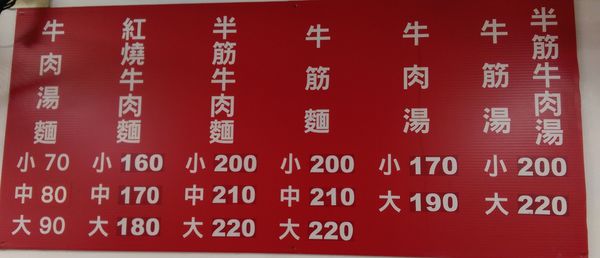 牛肉湯麵
小 70
中 80
大 90
紅燒牛肉麵
小 160
中 170
大 180
半筋牛肉麵
小 200
中 210
大 220
牛筋麵
小 200
中 210
大 220
牛肉湯
小 170
大 190
牛筋湯
半筋牛肉湯
小 200
大 220